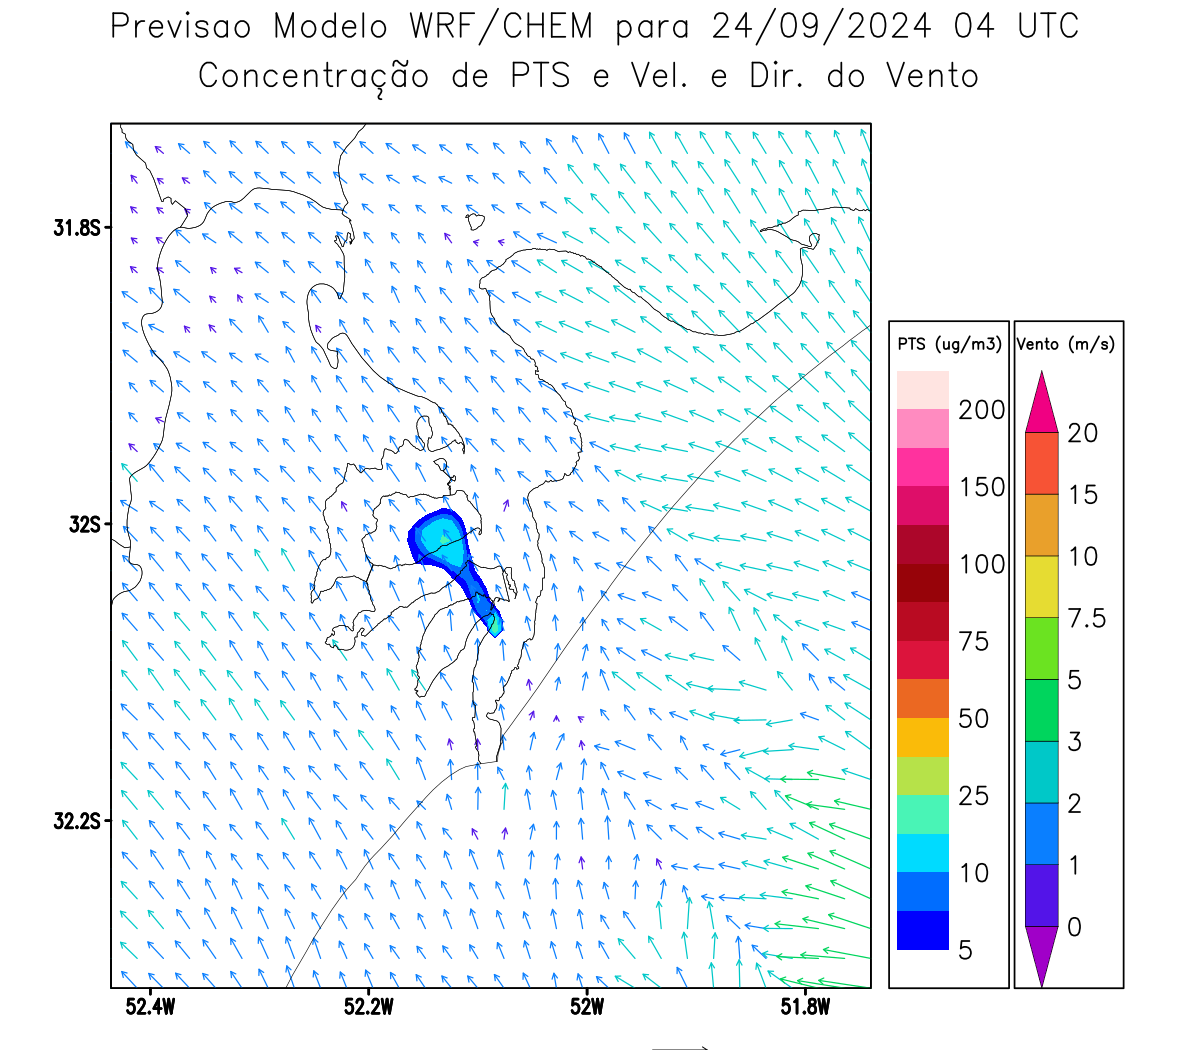 Previsao Modelo WRF/CHEM para 24/09/2024 04 UTC
Concentração de PTS e Vel. e Dir. do Vento
31.8S
32S
32.2S
52.4W
52.2W
52W
51.8W
PTS (ug/m3)
200
150
100
75
50
25
10
5
Vento (m/s)
20
15
10
7.5
5
3
2
1
0